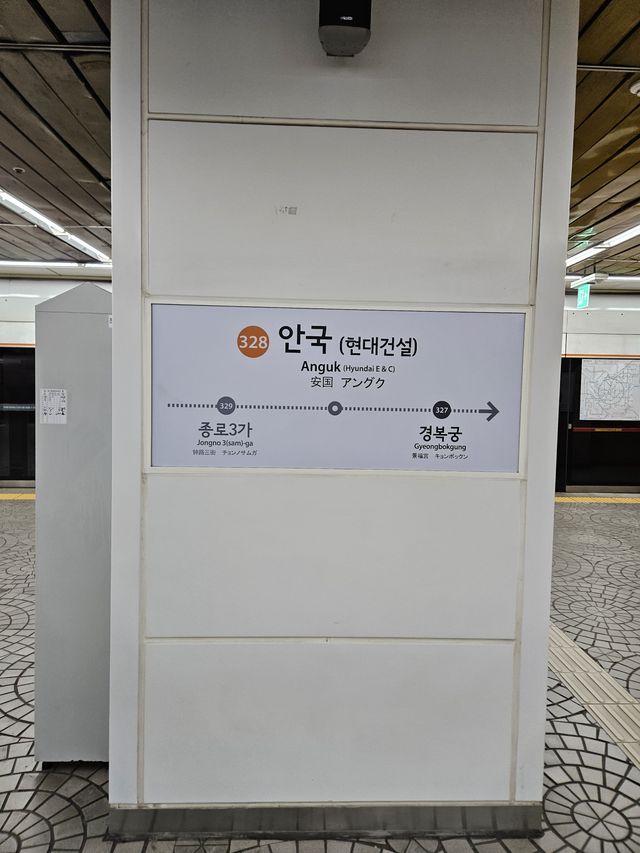 328 안국 (현대건설)
Anguk (Hyundai E & C)
安国 アングク
329
327
종로3가
경복궁
Jongno 3(sam)-ga
Gyeongbokgung
钟路三街 チョンノサムガ
景福宫 キョンボックン